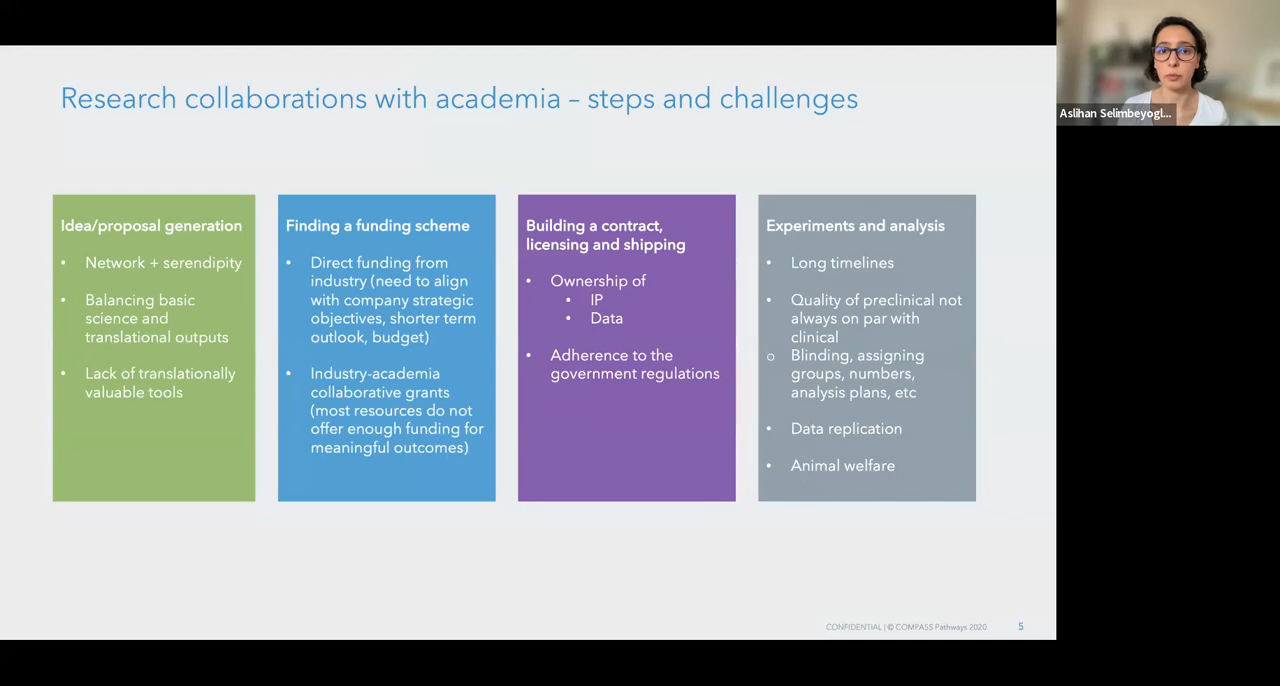 Research collaborations with academia – steps and challenges
Aslihan Selimbeyogl...
Idea/proposal generation
• Network + serendipity
• Balancing basic
science and
translational outputs
• Lack of translationally
valuable tools
Finding a funding scheme
• Direct funding from
industry (need to align
with company strategic
objectives, shorter term
outlook, budget)
• Industry-academia
collaborative grants
(most resources do not
offer enough funding for
meaningful outcomes)
Building a contract,
licensing and shipping
• Ownership of
• IP
• Data
• Adherence to the
government regulations
Experiments and analysis
• Long timelines
• Quality of preclinical not
always on par with
clinical
o Blinding, assigning
groups, numbers,
analysis plans, etc
• Data replication
• Animal welfare
CONFIDENTIAL | © COMPASS Pathways 2020 5